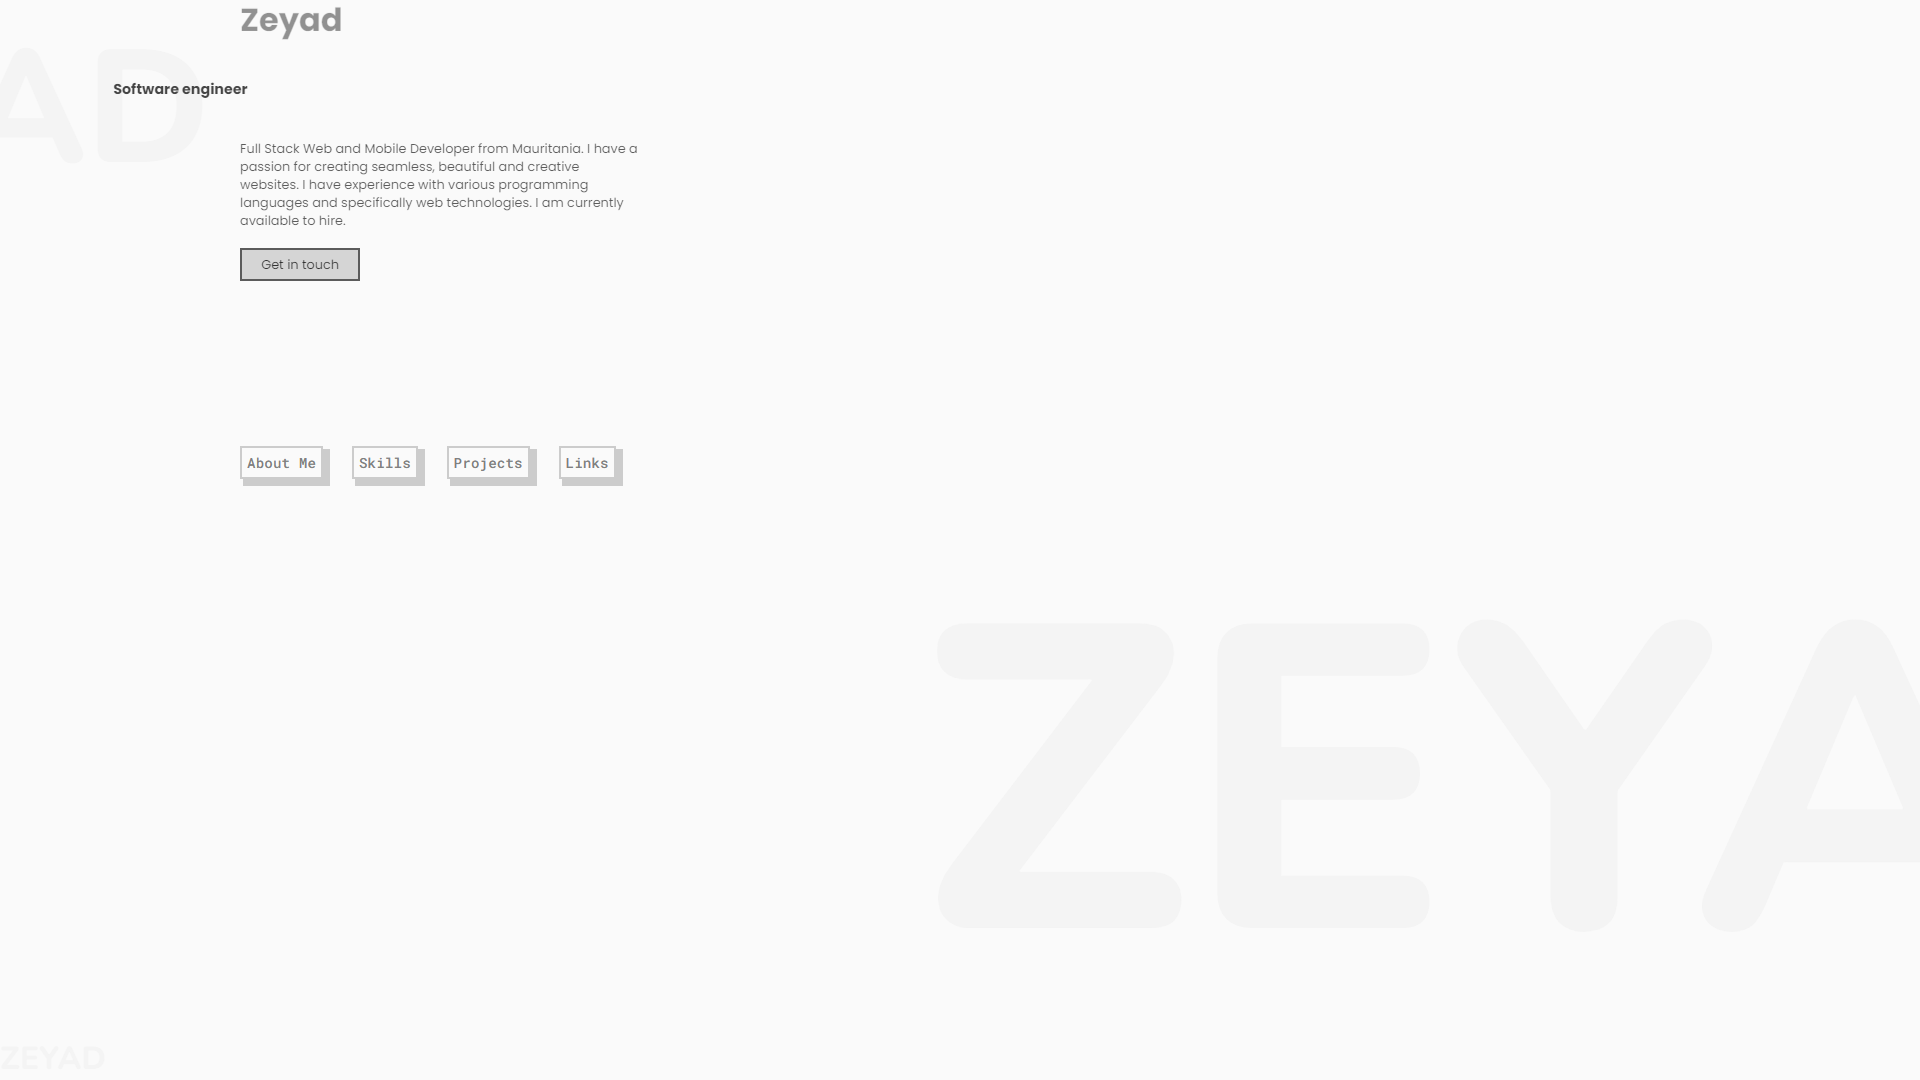 Zeyad
AD
Software engineer
Full Stack Web and Mobile Developer from Mauritania. I have a
passion for creating seamless, beautiful and creative
websites. I have experience with various programming
languages and specifically web technologies. I am currently
available to hire.
Get in touch
About Me Skills Projects Links
ZEYA
ZEYAD